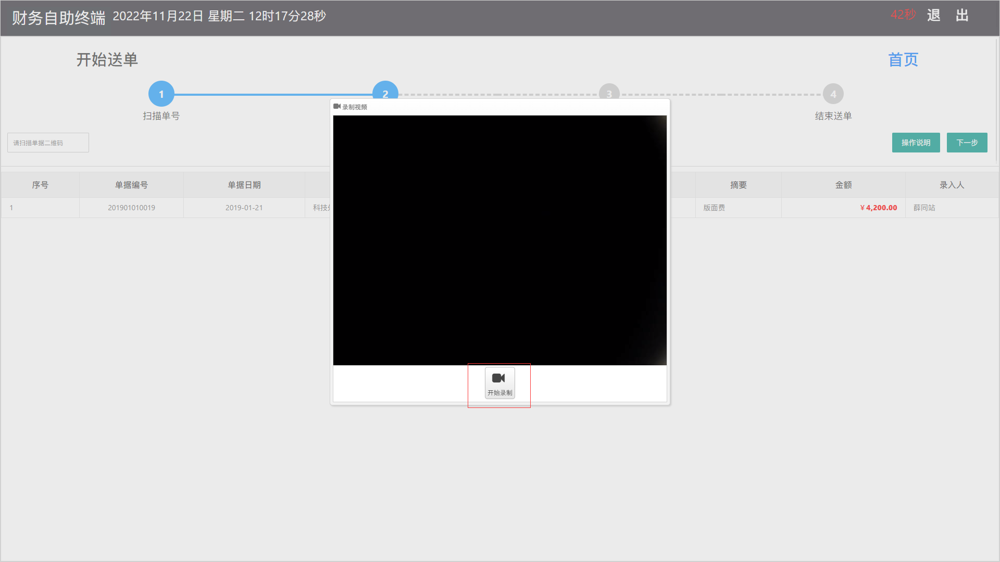 财务自助终端 2022年11月22日 星期二 12时17分28秒 42秒 退 出
开始送单 首页
1 2 3 4
扫描单号 结束送单
请扫描单据二维码 操作说明 下一步
录制视频
序号 单据编号 单据日期 摘要 金额 录入人
1 201901010019 2019-01-21 科技 版面费 ¥4,200.00 薛同站
开始录制